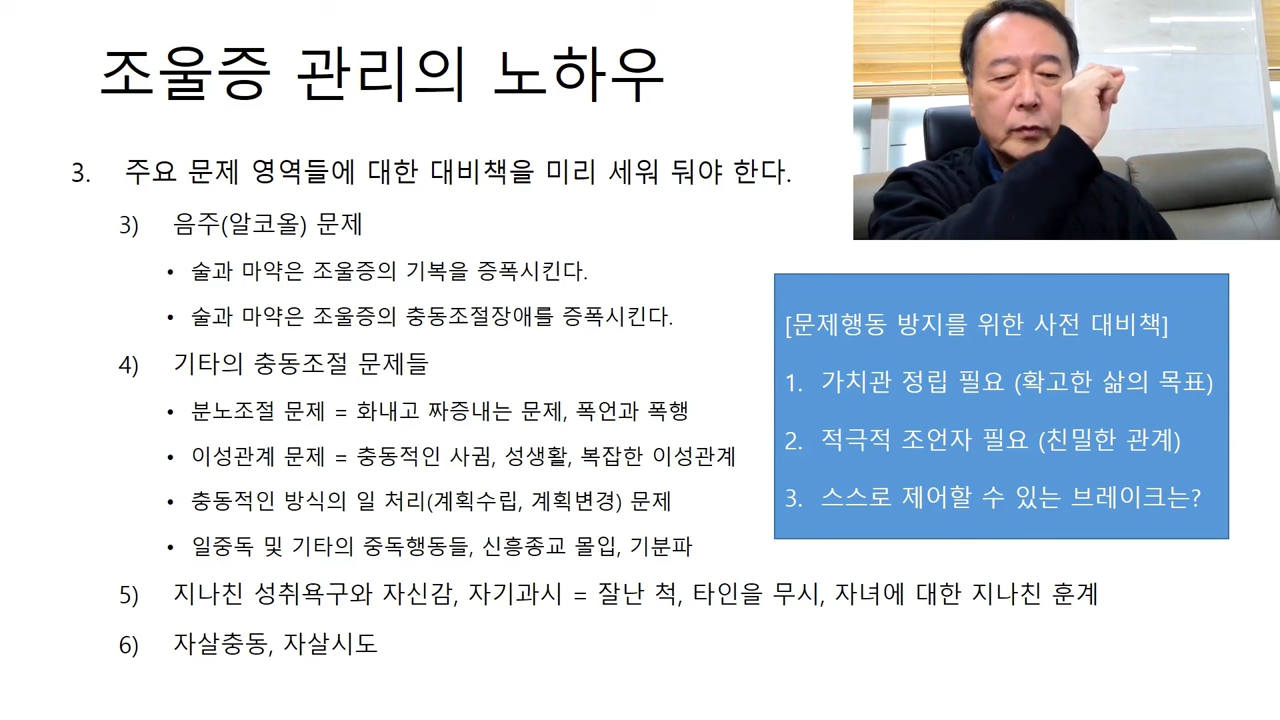 조울증 관리의 노하우
3. 주요 문제 영역들에 대한 대비책을 미리 세워 둬야 한다.
3) 음주(알코올) 문제
• 술과 마약은 조울증의 기복을 증폭시킨다.
• 술과 마약은 조울증의 충동조절장애를 증폭시킨다.
4) 기타의 충동조절 문제들
• 분노조절 문제 = 화내고 짜증내는 문제, 폭언과 폭행
• 이성관계 문제 = 충동적인 사귐, 성생활, 복잡한 이성관계
• 충동적인 방식의 일 처리(계획수립, 계획변경) 문제
• 일중독 및 기타의 중독행동들, 신흥종교 몰입, 기분파
5) 지나친 성취욕구와 자신감, 자기과시 = 잘난 척, 타인을 무시, 자녀에 대한 지나친 훈계
6) 자살충동, 자살시도
[문제행동 방지를 위한 사전 대비책]
1. 가치관 정립 필요 (확고한 삶의 목표)
2. 적극적 조언자 필요 (친밀한 관계)
3. 스스로 제어할 수 있는 브레이크는?